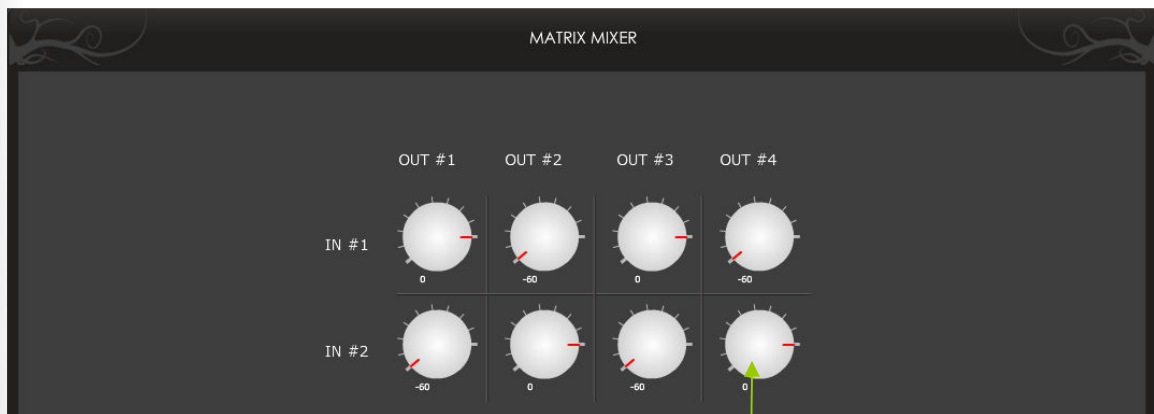 MATRIX MIXER
OUT #1 OUT #2 OUT #3 OUT #4
IN #1
0 -60 0 -60
IN #2
-60 0 -60 0